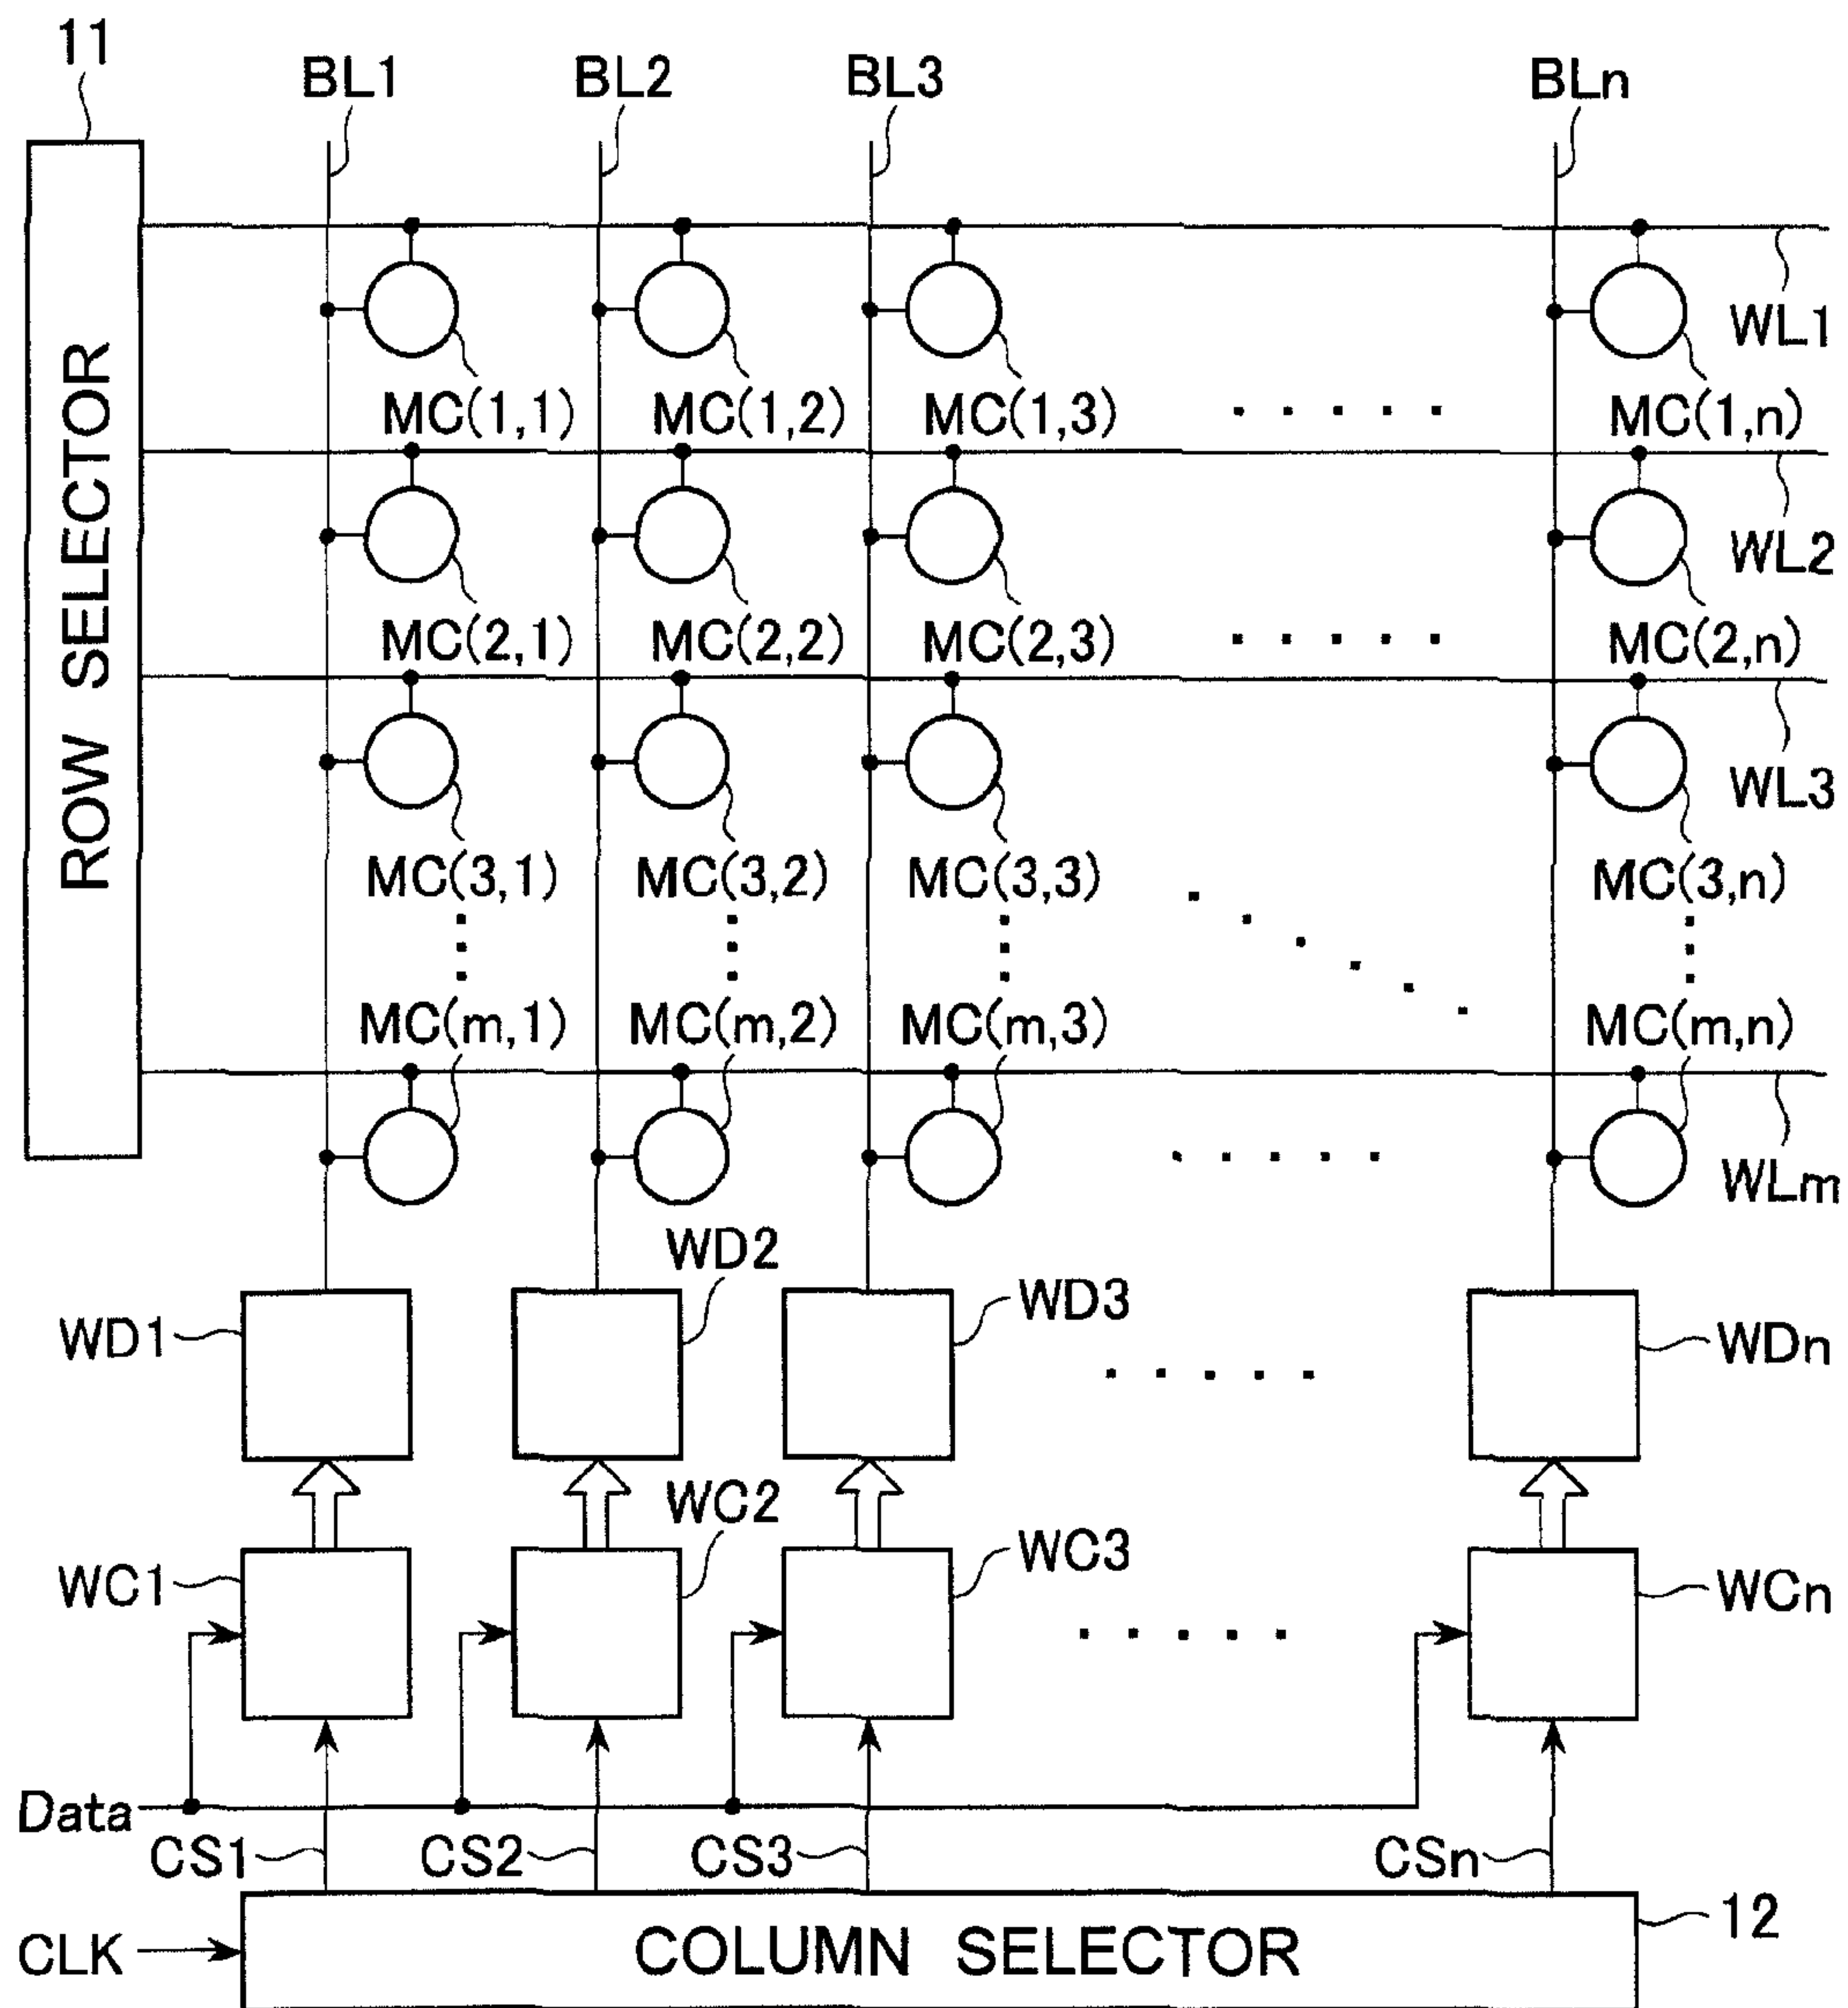 11
BL1 BL2 BL3 BLn
ROW SELECTOR
WL1
MC(1,1) MC(1,2) MC(1,3) MC(1,n)
WL2
MC(2,1) MC(2,2) MC(2,3) MC(2,n)
WL3
MC(3,1) MC(3,2) MC(3,3) MC(3,n)
MC(m,1) MC(m,2) MC(m,3) MC(m,n)
WLm
WD1 WD2 WD3 WDn
WC1 WC2 WC3 WCn
Data
CS1 CS2 CS3 CSn
12
CLK
COLUMN SELECTOR